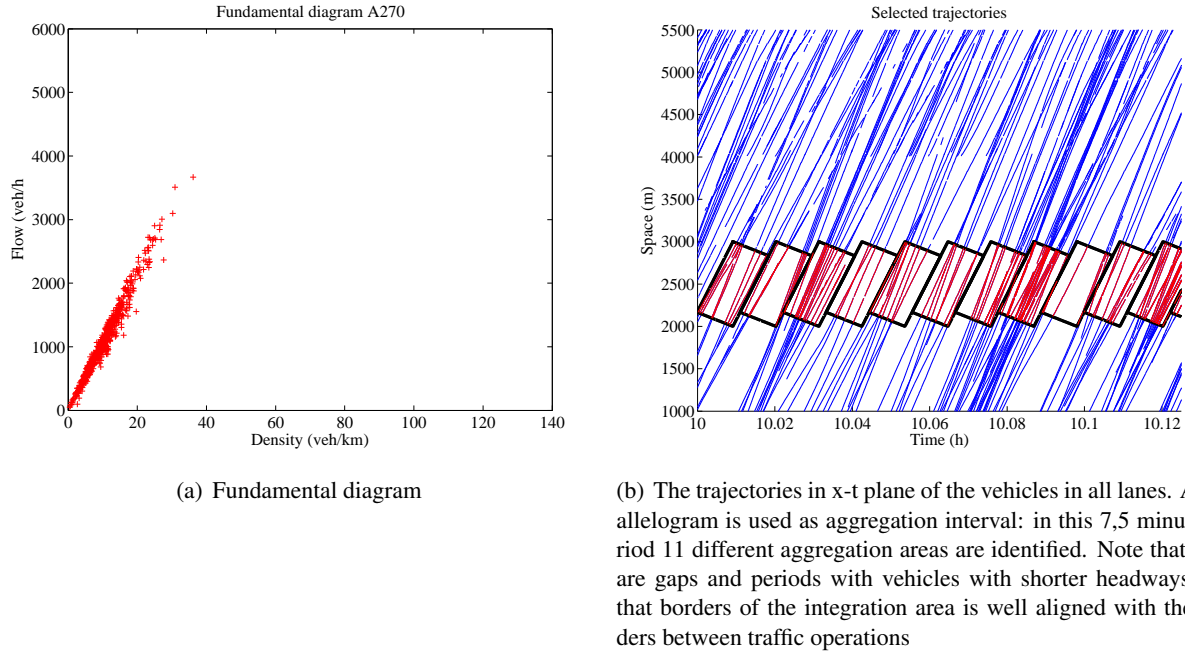 Fundamental diagram A270
6000
5000
4000
3000
2000
1000
0
Flow (veh/h)
0 20 40 60 80 100 120 140
Density (veh/km)
(a) Fundamental diagram
Selected trajectories
5500
5000
4500
4000
3500
3000
2500
2000
1500
1000
Space (m)
10 10.02 10.04 10.06 10.08 10.1 10.12
Time (h)
(b) The trajectories in x-t plane of the vehicles in all lanes. A
allelogram is used as aggregation interval: in this 7,5 minu
riod 11 different aggregation areas are identified. Note that
are gaps and periods with vehicles with shorter headways
that borders of the integration area is well aligned with the
ders between traffic operations